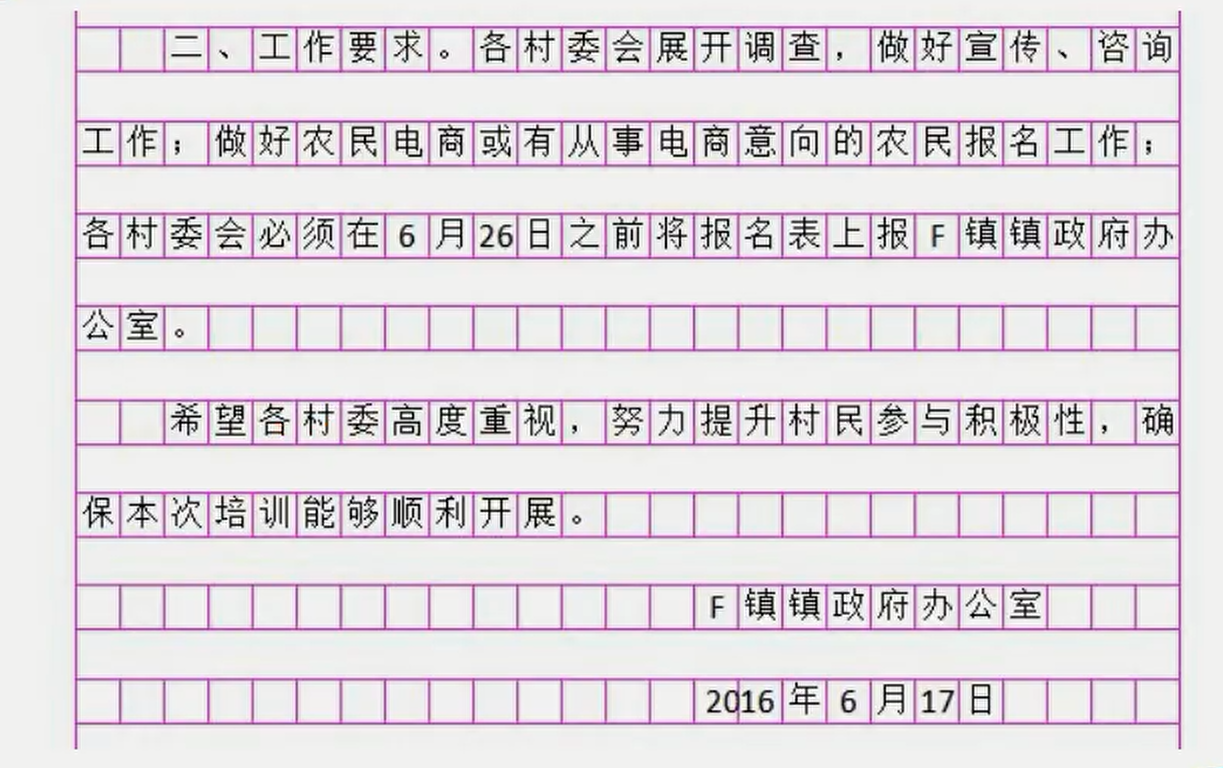 二、工作要求。各村委会展开调查，做好宣传、咨询
工作；做好农民电商或有从事电商意向的农民报名工作；
各村委会必须在6月26日之前将报名表上报F镇镇政府办
公室。
希望各村委高度重视，努力提升村民参与积极性，确
保本次培训能够顺利开展。
F镇镇政府办公室
2016年6月17日